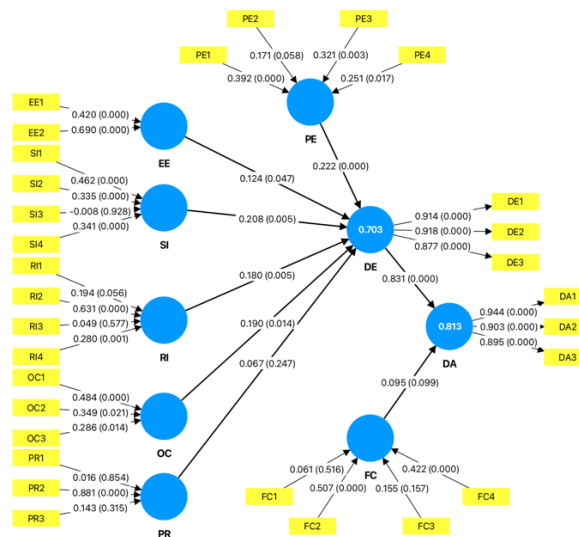 PE2
PE3
PE1
PE4
0.171 (0.058)
0.321 (0.003)
0.392 (0.000)
0.251 (0.017)
PE
EE1
0.420 (0.000)
EE2
0.690 (0.000)
EE
0.222 (0.000)
0.124 (0.047)
SI1
0.462 (0.000)
SI2
0.335 (0.000)
SI3
-0.008 (0.928)
SI4
0.341 (0.000)
SI
0.208 (0.005)
0.703
DE
0.914 (0.000)
DE1
0.918 (0.000)
DE2
0.877 (0.000)
DE3
RI1
0.194 (0.056)
RI2
0.631 (0.000)
RI3
0.049 (0.577)
RI4
0.280 (0.001)
RI
0.180 (0.005)
0.190 (0.014)
0.067 (0.247)
0.831 (0.000)
0.813
DA
0.944 (0.000)
DA1
0.903 (0.000)
DA2
0.895 (0.000)
DA3
OC1
0.484 (0.000)
OC2
0.349 (0.021)
OC3
0.286 (0.014)
OC
0.095 (0.099)
PR1
0.016 (0.854)
PR2
0.881 (0.000)
PR3
0.143 (0.315)
PR
FC
0.061 (0.516)
0.507 (0.000)
0.155 (0.157)
0.422 (0.000)
FC1
FC2
FC3
FC4